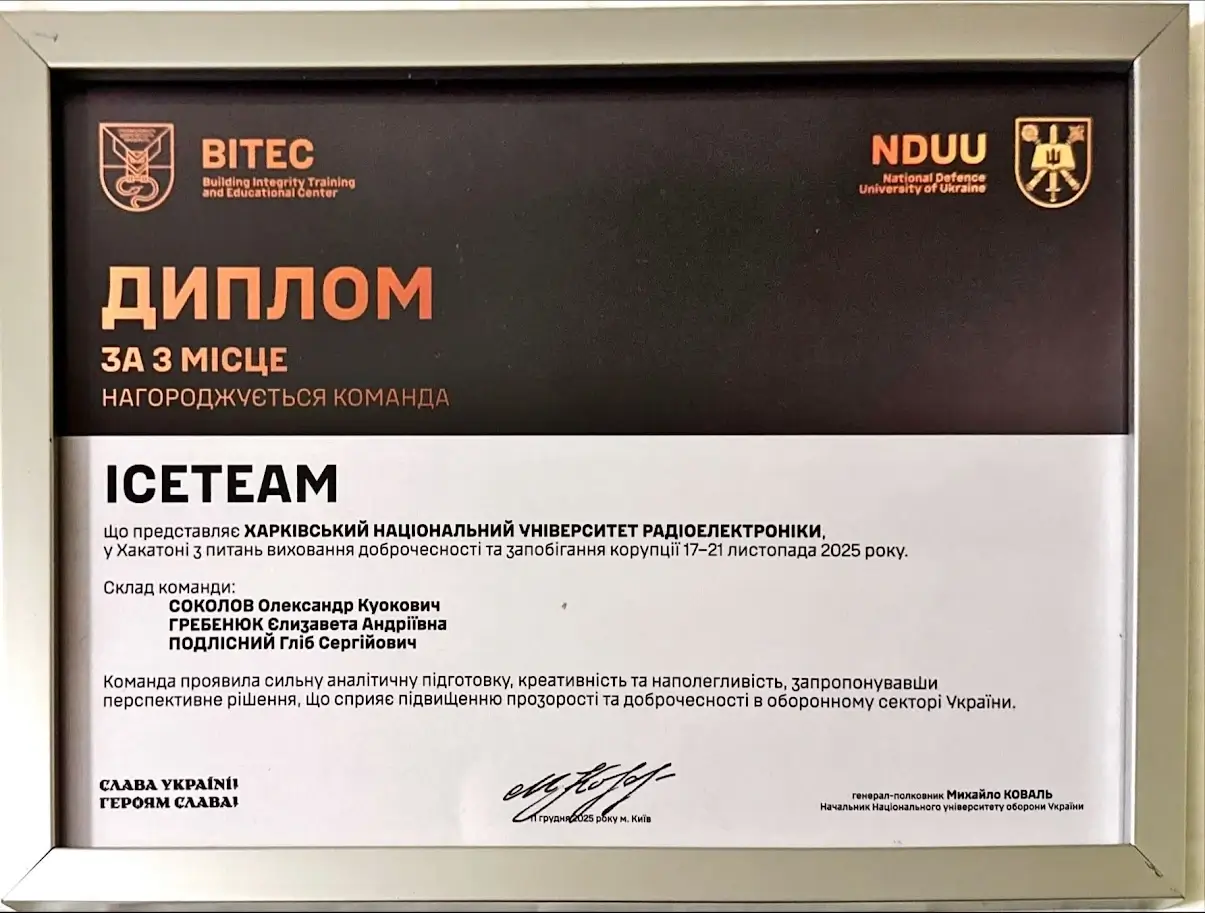 BITEC
Building Integrity Training
and Educational Center
NDUU
National Defence
University of Ukraine
ДИПЛОМ
ЗА 3 МІСЦЕ
НАГОРОДЖУЄТЬСЯ КОМАНДА
ICETEAM
що представляє ХАРКІВСЬКИЙ НАЦІОНАЛЬНИЙ УНІВЕРСИТЕТ РАДІОЕЛЕКТРОНІКИ,
у Хакатоні з питань виховання доброчесності та запобігання корупції 17–21 листопада 2025 року.
Склад команди:
СОКОЛОВ Олександр Куокович
ГРЕБЕНЮК Єлизавета Андріївна
ПОДЛІСНИЙ Гліб Сергійович
Команда проявила сильну аналітичну підготовку, креативність та наполегливість, запропонувавши
перспективне рішення, що сприяє підвищенню прозорості та доброчесності в оборонному секторі України.
СЛАВА УКРАЇНІ!
ГЕРОЯМ СЛАВА!
11 грудня 2025 року м. Київ
генерал-полковник Михайло КОВАЛЬ
Начальник Національного університету оборони України